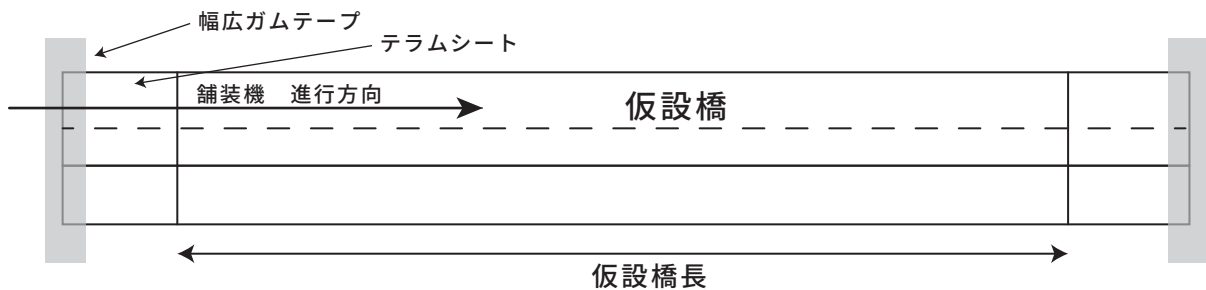 幅広ガムテープ
テラムシート
舗装機　進行方向
仮設橋
仮設橋長